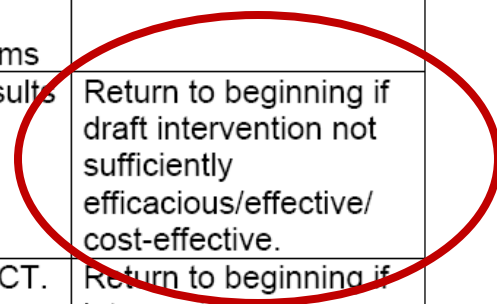 ms
sults Return to beginning if
draft intervention not
sufficiently
efficacious/effective/
cost-effective.
CT. Return to beginning if